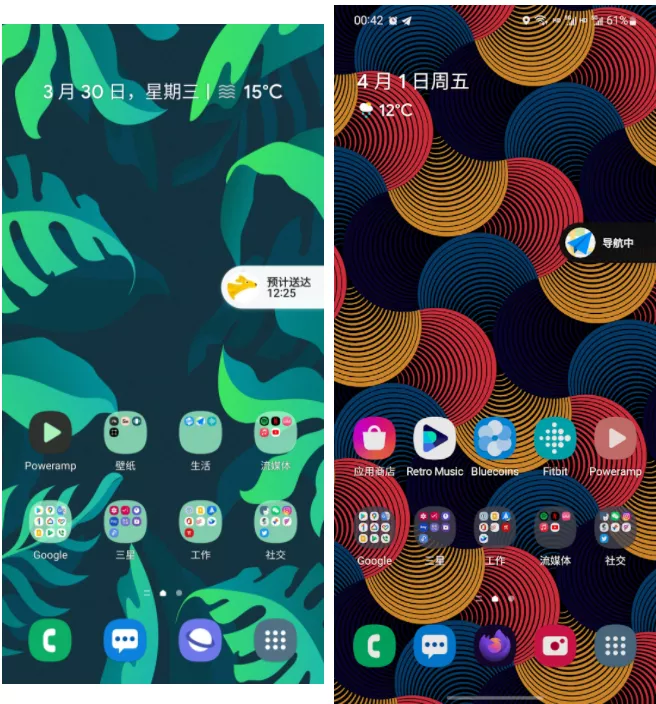 3 月 30 日，星期三 | 15°C
预计送达
12:25
Poweramp
壁纸
生活
流媒体
Google
三星
工作
社交
00:42
HD
HD
61%
4 月 1 日周五
12°C
导航中
应用商店
Retro Music
Bluecoins
Fitbit
Poweramp
Google
三星
工作
流媒体
社交